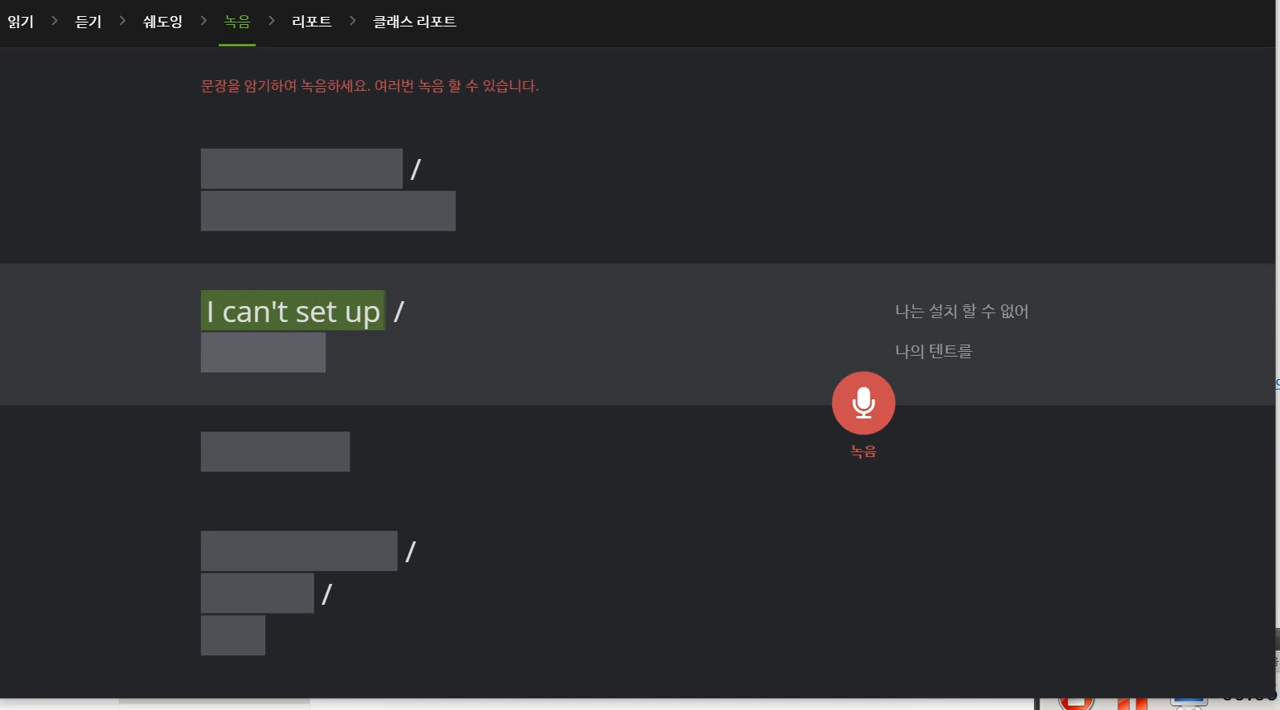 읽기 > 듣기 > 쉐도잉 > 녹음 > 리포트 > 클래스 리포트
문장을 암기하여 녹음하세요. 여러번 녹음 할 수 있습니다.
/
I can't set up /
나는 설치 할 수 없어
나의 텐트를
녹음
/
/